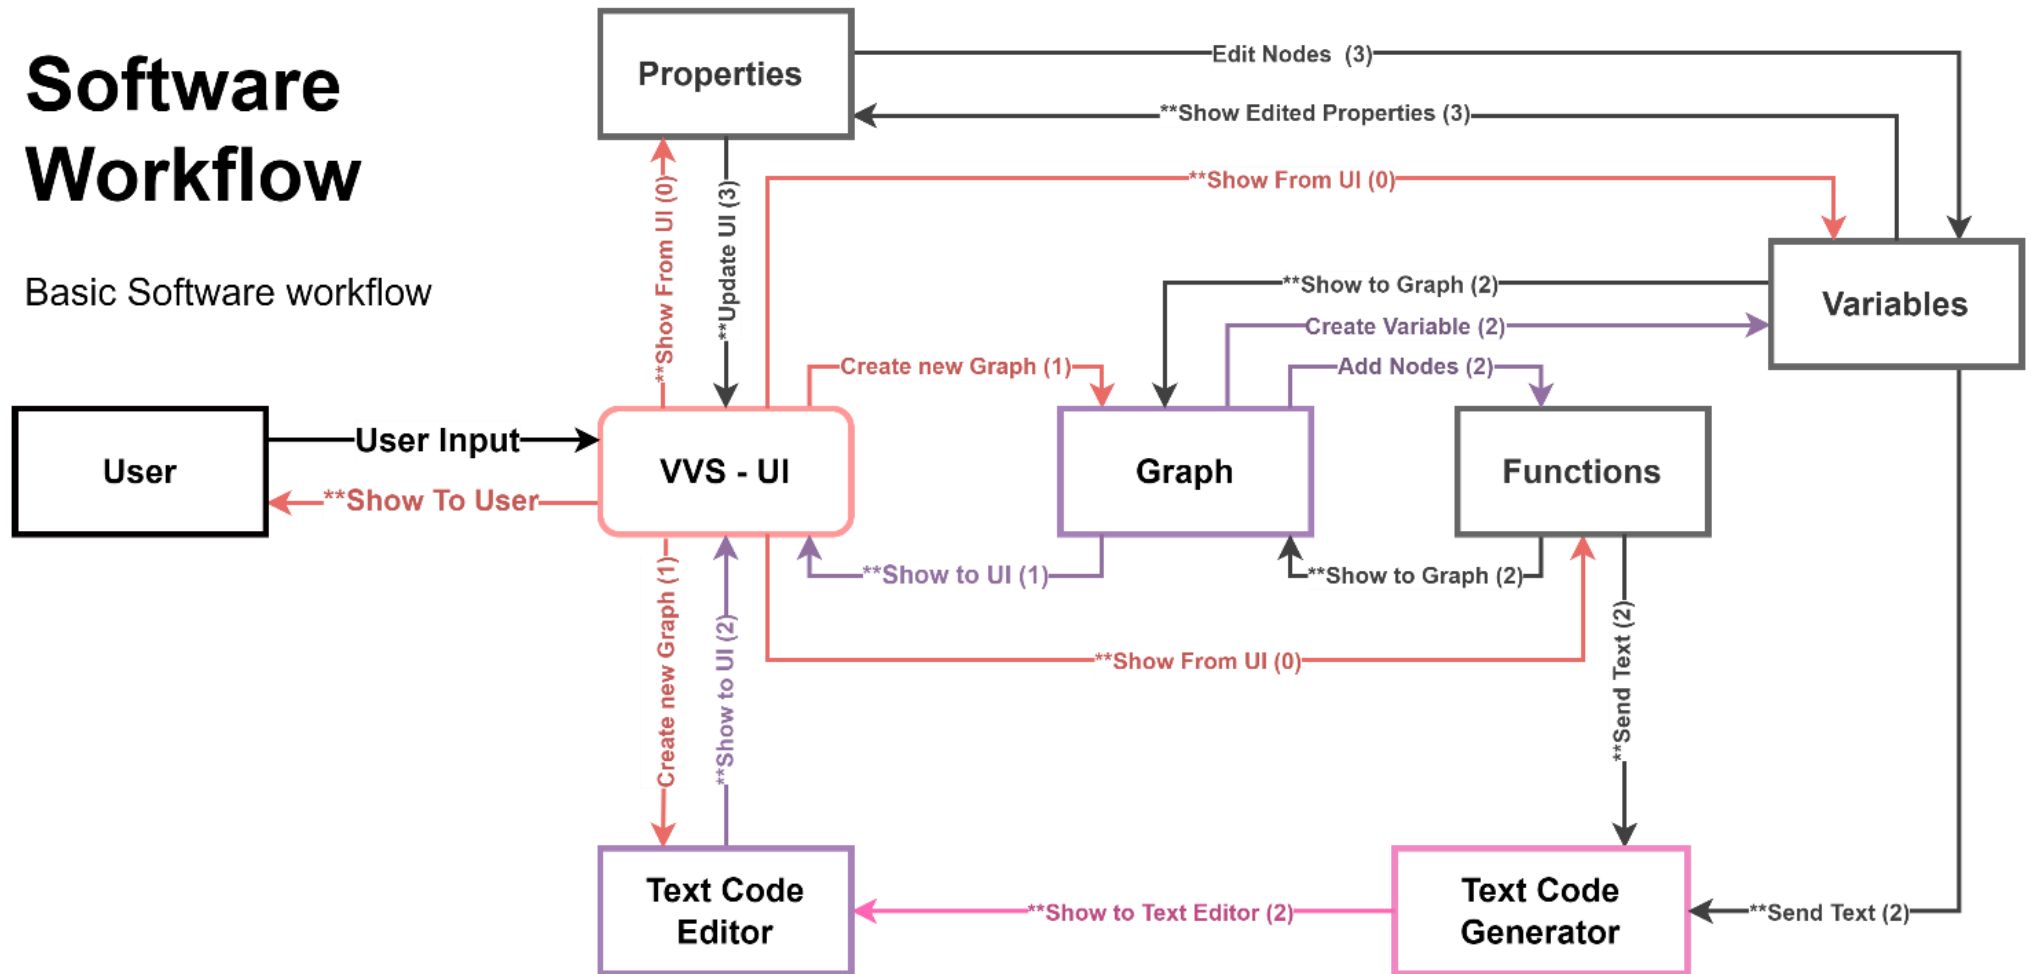 Software
Workflow
Basic Software workflow
Properties
Edit Nodes  (3)
**Show Edited Properties (3)
**Show From UI (0)
**Update UI (3)
**Show From UI (0)
Variables
**Show to Graph (2)
Create Variable (2)
Create new Graph (1)
Add Nodes (2)
User
User Input
**Show To User
VVS - UI
Graph
Functions
**Show to UI (1)
**Show to Graph (2)
Create new Graph (1)
**Show to UI (2)
**Show From UI (0)
**Send Text (2)
Text Code
Editor
**Show to Text Editor (2)
Text Code
Generator
**Send Text (2)